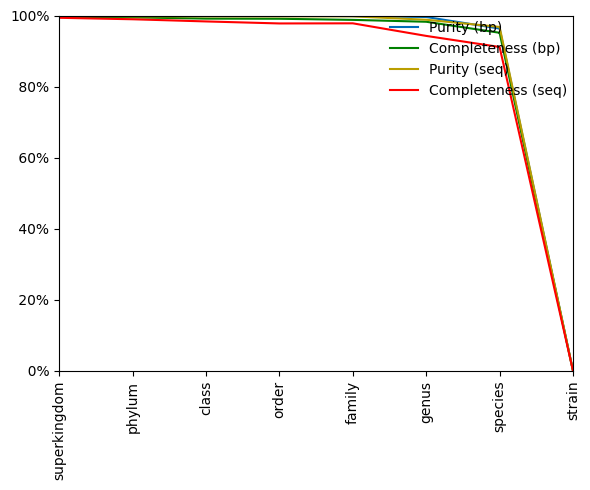 100%
80%
60%
40%
20%
0%
Purity (bp)
Completeness (bp)
Purity (seq)
Completeness (seq)
superkingdom
phylum
class
order
family
genus
species
strain